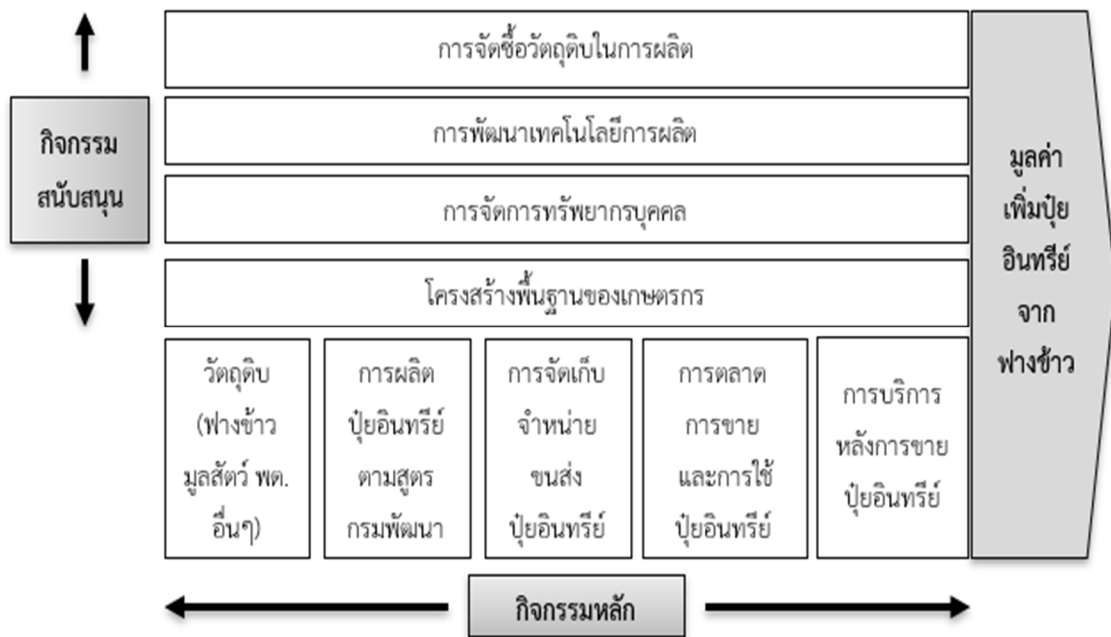 การจัดซื้อวัตถุดิบในการผลิต
การพัฒนาเทคโนโลยีการผลิต
การจัดการทรัพยากรบุคคล
โครงสร้างพื้นฐานของเกษตรกร
กิจกรรม
สนับสนุน
วัตถุดิบ
(ฟางข้าว
มูลสัตว์ พด.
อื่นๆ)
การผลิต
ปุ๋ยอินทรีย์
ตามสูตร
กรมพัฒนา
การจัดเก็บ
จำหน่าย
ขนส่ง
ปุ๋ยอินทรีย์
การตลาด
การขาย
และการใช้
ปุ๋ยอินทรีย์
การบริการ
หลังการขาย
ปุ๋ยอินทรีย์
มูลค่า
เพิ่มปุ๋ย
อินทรีย์
จาก
ฟางข้าว
กิจกรรมหลัก